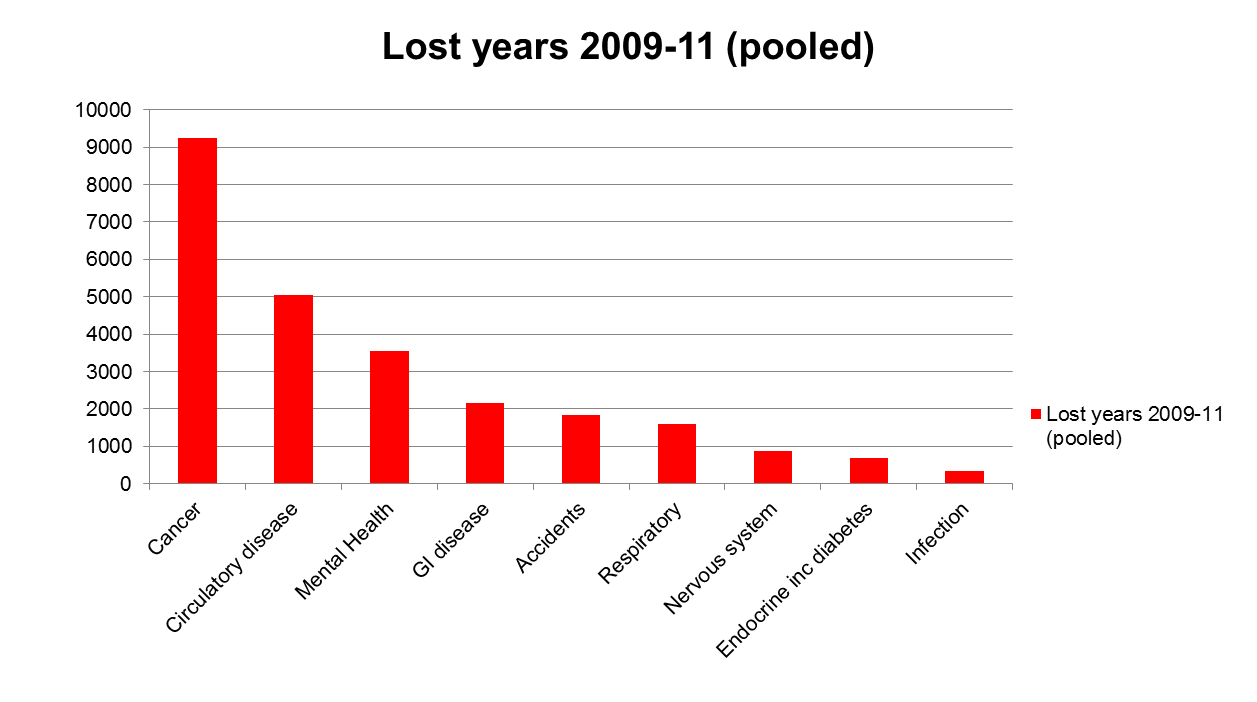 Lost years 2009-11 (pooled)
10000
9000
8000
7000
6000
5000
4000
3000
2000
1000
0
Cancer
Circulatory disease
Mental Health
GI disease
Accidents
Respiratory
Nervous system
Endocrine inc diabetes
Infection
Lost years 2009-11
(pooled)